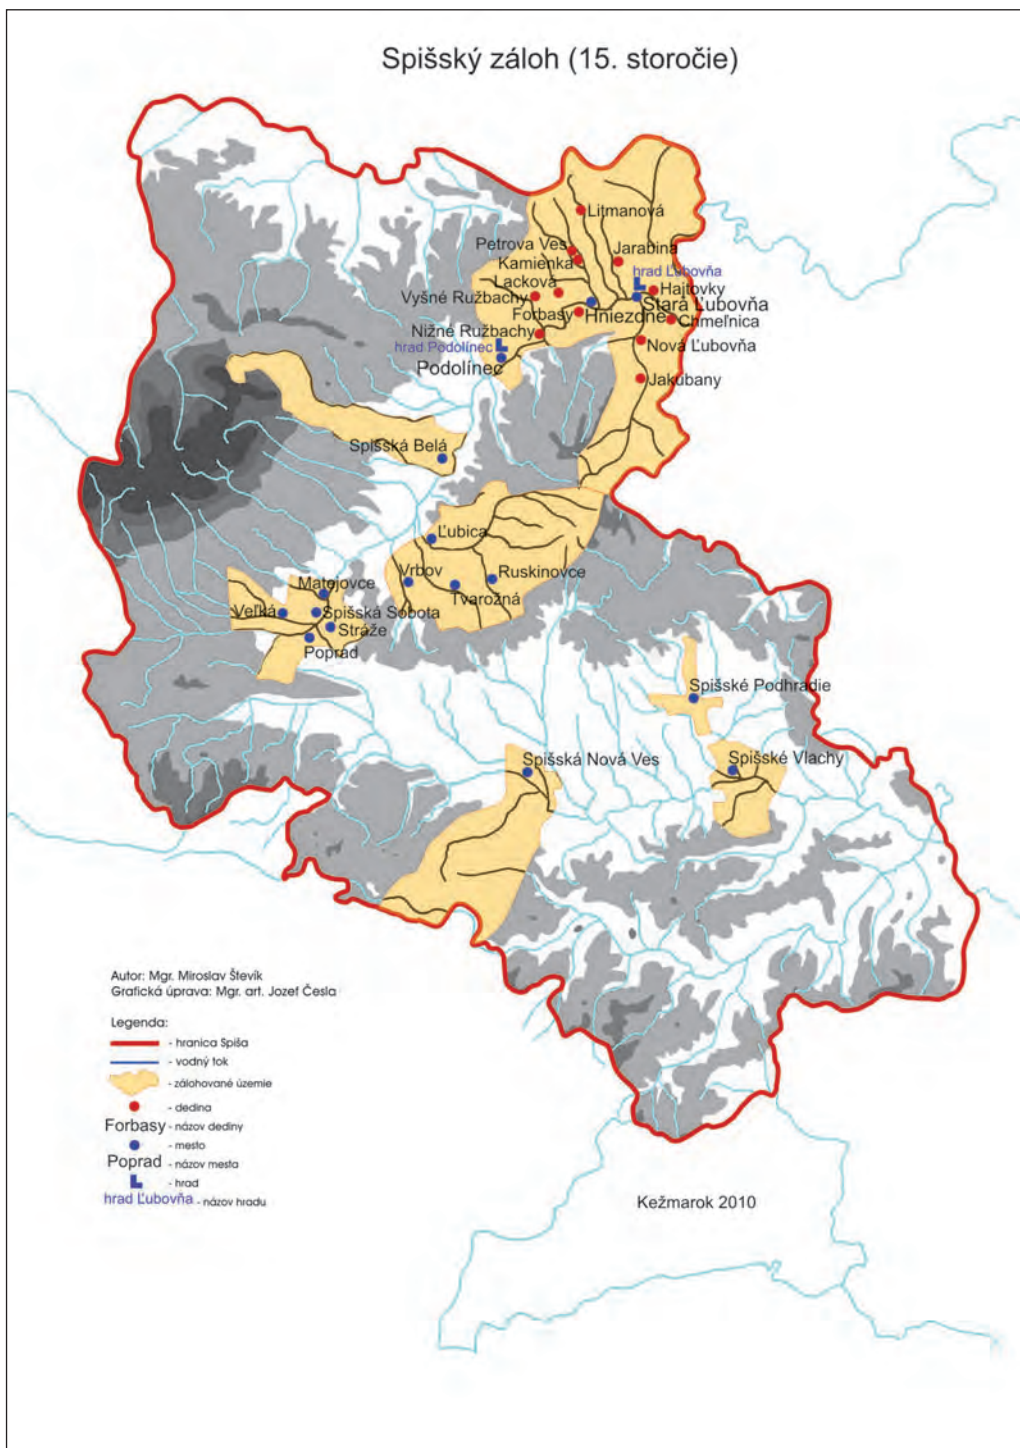 Spišský záloh (15. storočie)
Litmanová
Petrova Ves
Jarabina
Kamienka
hrad Ľubovňa
Lacková
Hajtovky
Vyšné Ružbachy
Stará Ľubovňa
Forbasy
Hniezdne
Chmeľnica
Nižné Ružbachy
Nová Ľubovňa
hrad Podolínec
Podolínec
Jakubany
Spišská Belá
Ľubica
Vrbov
Ruskinovce
Matejovce
Tvarožná
Veľká
Spišská Sobota
Stráže
Poprad
Spišské Podhradie
Spišská Nová Ves
Spišské Vlachy
Autor: Mgr. Miroslav Števík
Grafická úprava: Mgr. art. Jozef Česla
Legenda:
- hranica Spiša
- vodný tok
- zálohované územie
- dedina
Forbasy - názov dediny
- mesto
Poprad - názov mesta
- hrad
hrad Ľubovňa - názov hradu
Kežmarok 2010